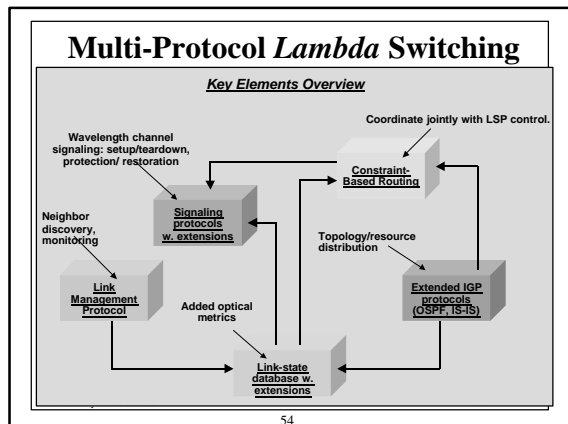 Multi-Protocol Lambda Switching
Key Elements Overview
Coordinate jointly with LSP control.
Wavelength channel
signaling: setup/teardown,
protection/ restoration
Constraint-
Based Routing
Signaling
protocols
w. extensions
Neighbor
discovery,
monitoring
Topology/resource
distribution
Link
Management
Protocol
Extended IGP
protocols
(OSPF, IS-IS)
Added optical
metrics
Link-state
database w.
extensions
54